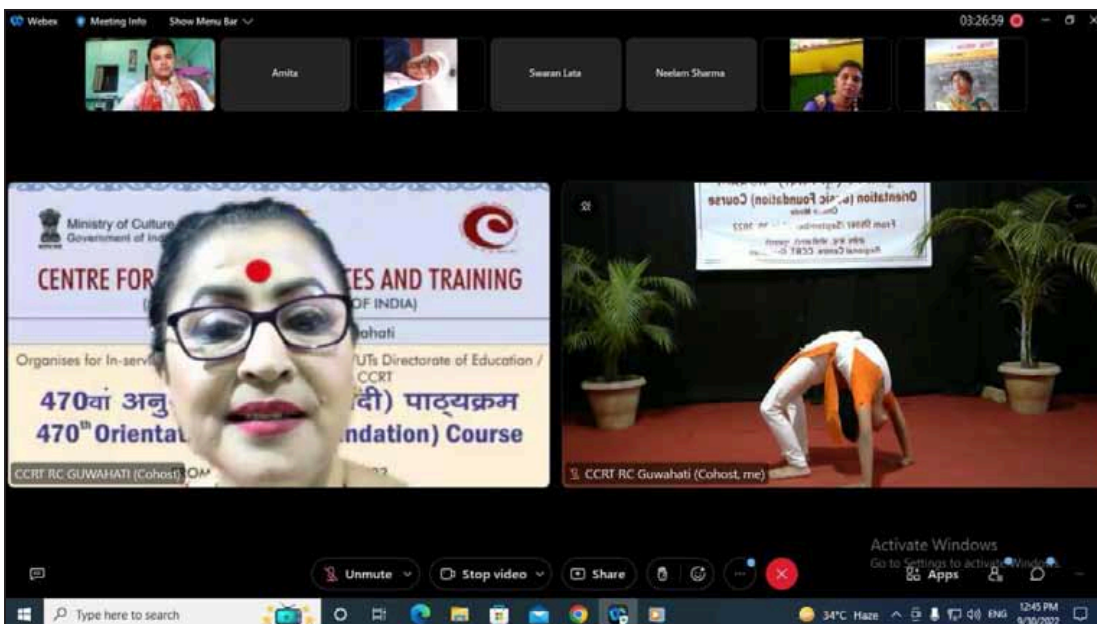 Webex Meeting Info Show Menu Bar
03:26:59
Amita
Swaran Lata
Neelam Sharma
Ministry of Culture
Government of
CENTRE FOR
ES AND TRAINING
OF INDIA)
Organises for In-serv
/UTs Directorate of Education /
CCRT
470वां अनु
पाठ्यक्रम
470th Orientat
ndation) Course
CCRT RC GUWAHATI (Cohost)
Orientation (Basic Foundation) Course
CCRT RC Guwahati (Cohost, me)
Activate Windows
Go to Settings to activate Windows.
Unmute
Stop video
Share
Apps
Type here to search
34°C Haze
ENG
12:45 PM
9/30/2022